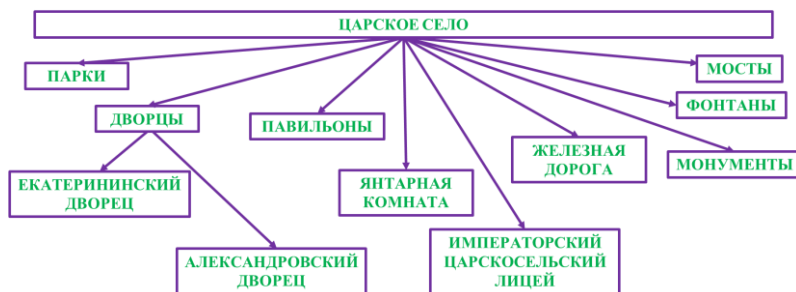 ЦАРСКОЕ СЕЛО
ПАРКИ
МОСТЫ
ФОНТАНЫ
ДВОРЦЫ
ПАВИЛЬОНЫ
ЖЕЛЕЗНАЯ
ДОРОГА
МОНУМЕНТЫ
ЕКАТЕРИНИНСКИЙ
ДВОРЕЦ
ЯНТАРНАЯ
КОМНАТА
АЛЕКСАНДРОВСКИЙ
ДВОРЕЦ
ИМПЕРАТОРСКИЙ
ЦАРСКОСЕЛЬСКИЙ
ЛИЦЕЙ